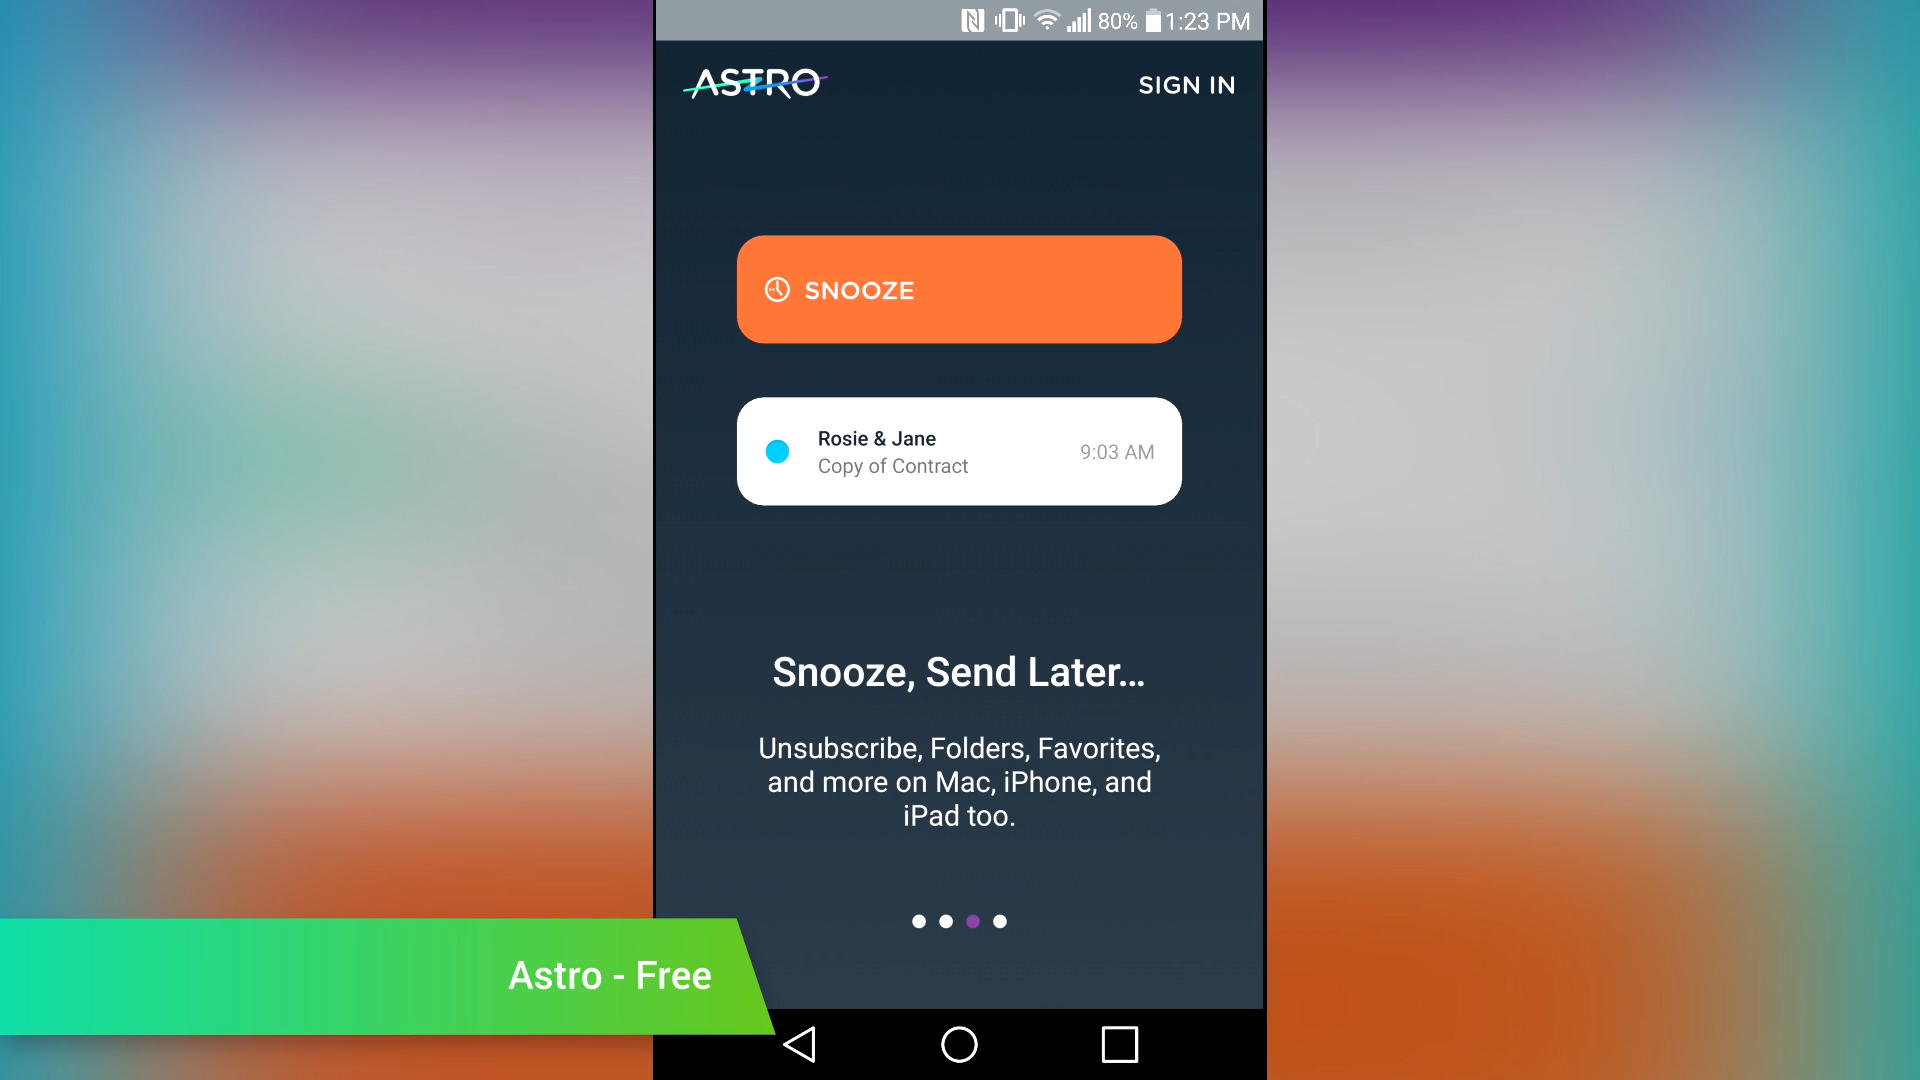 80% 1:23 PM
ASTRO
SIGN IN
SNOOZE
Rosie & Jane
Copy of Contract
9:03 AM
Snooze, Send Later...
Unsubscribe, Folders, Favorites,
and more on Mac, iPhone, and
iPad too.
Astro - Free